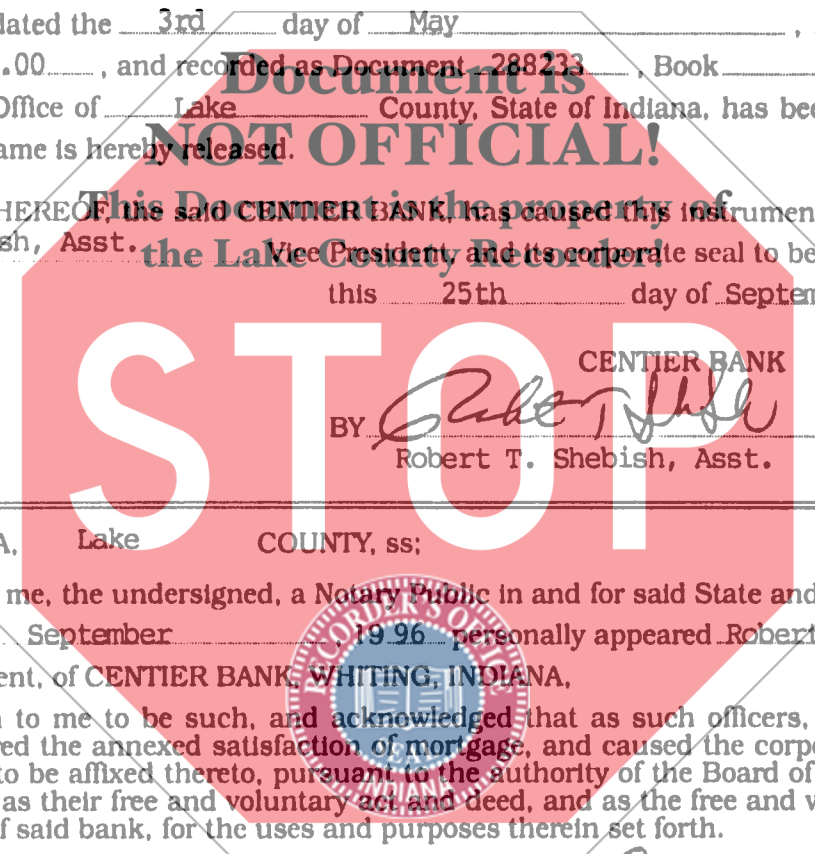 dated the 3rd day of May ,
.00 , and recorded as Document 288233 , Book
Office of Lake County, State of Indiana, has bee
ame is hereby released.
Document is
NOT OFFICIAL!
This Document is the property of
the Lake County Recorder!
HEREOF, the said CENTIER BANK, has caused this instrumen
sh, Asst. Vice President, and its corporate seal to be
this 25th day of Septem
STOP
CENTIER BANK
BY
Robert T. Shebish, Asst.
A, Lake COUNTY, ss:
me, the undersigned, a Notary Public in and for said State and
September , 19 96 personally appeared Robert
ent, of CENTIER BANK, WHITING, INDIANA,
n to me to be such, and acknowledged that as such officers,
red the annexed satisfaction of mortgage, and caused the corpo
to be affixed thereto, pursuant to the authority of the Board of
as their free and voluntary act and deed, and as the free and v
f said bank, for the uses and purposes therein set forth.
RECORDER'S OFFICE
SEAL
INDIANA